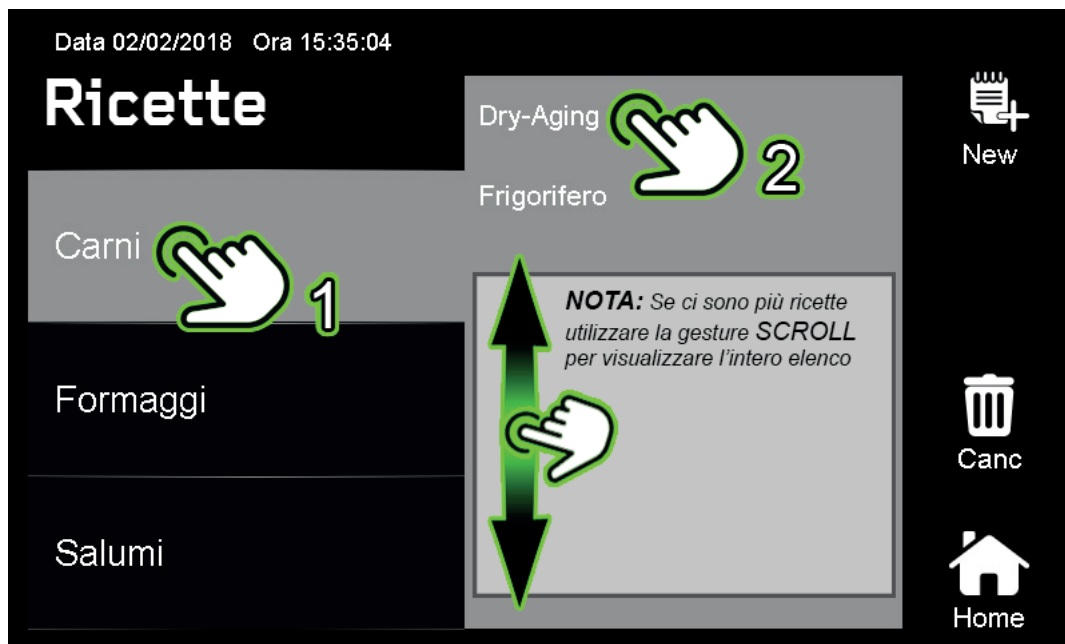 Data 02/02/2018 Ora 15:35:04
Ricette
Carni
1
Formaggi
Salumi
Dry-Aging
2
Frigorifero
NOTA: Se ci sono più ricette
utilizzare la gesture SCROLL
per visualizzare l'intero elenco
New
Canc
Home